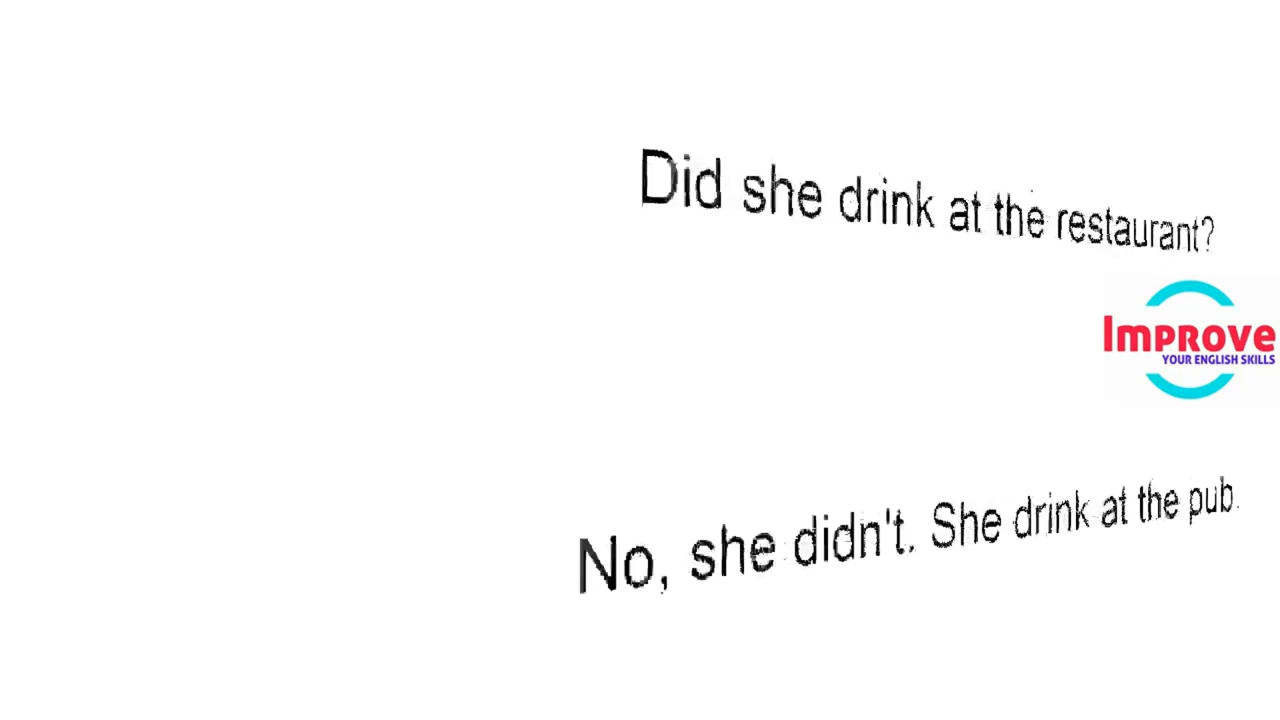 Did she drink at the restaurant?
Improve
YOUR ENGLISH SKILLS
No, she didn't. She drink at the pub.